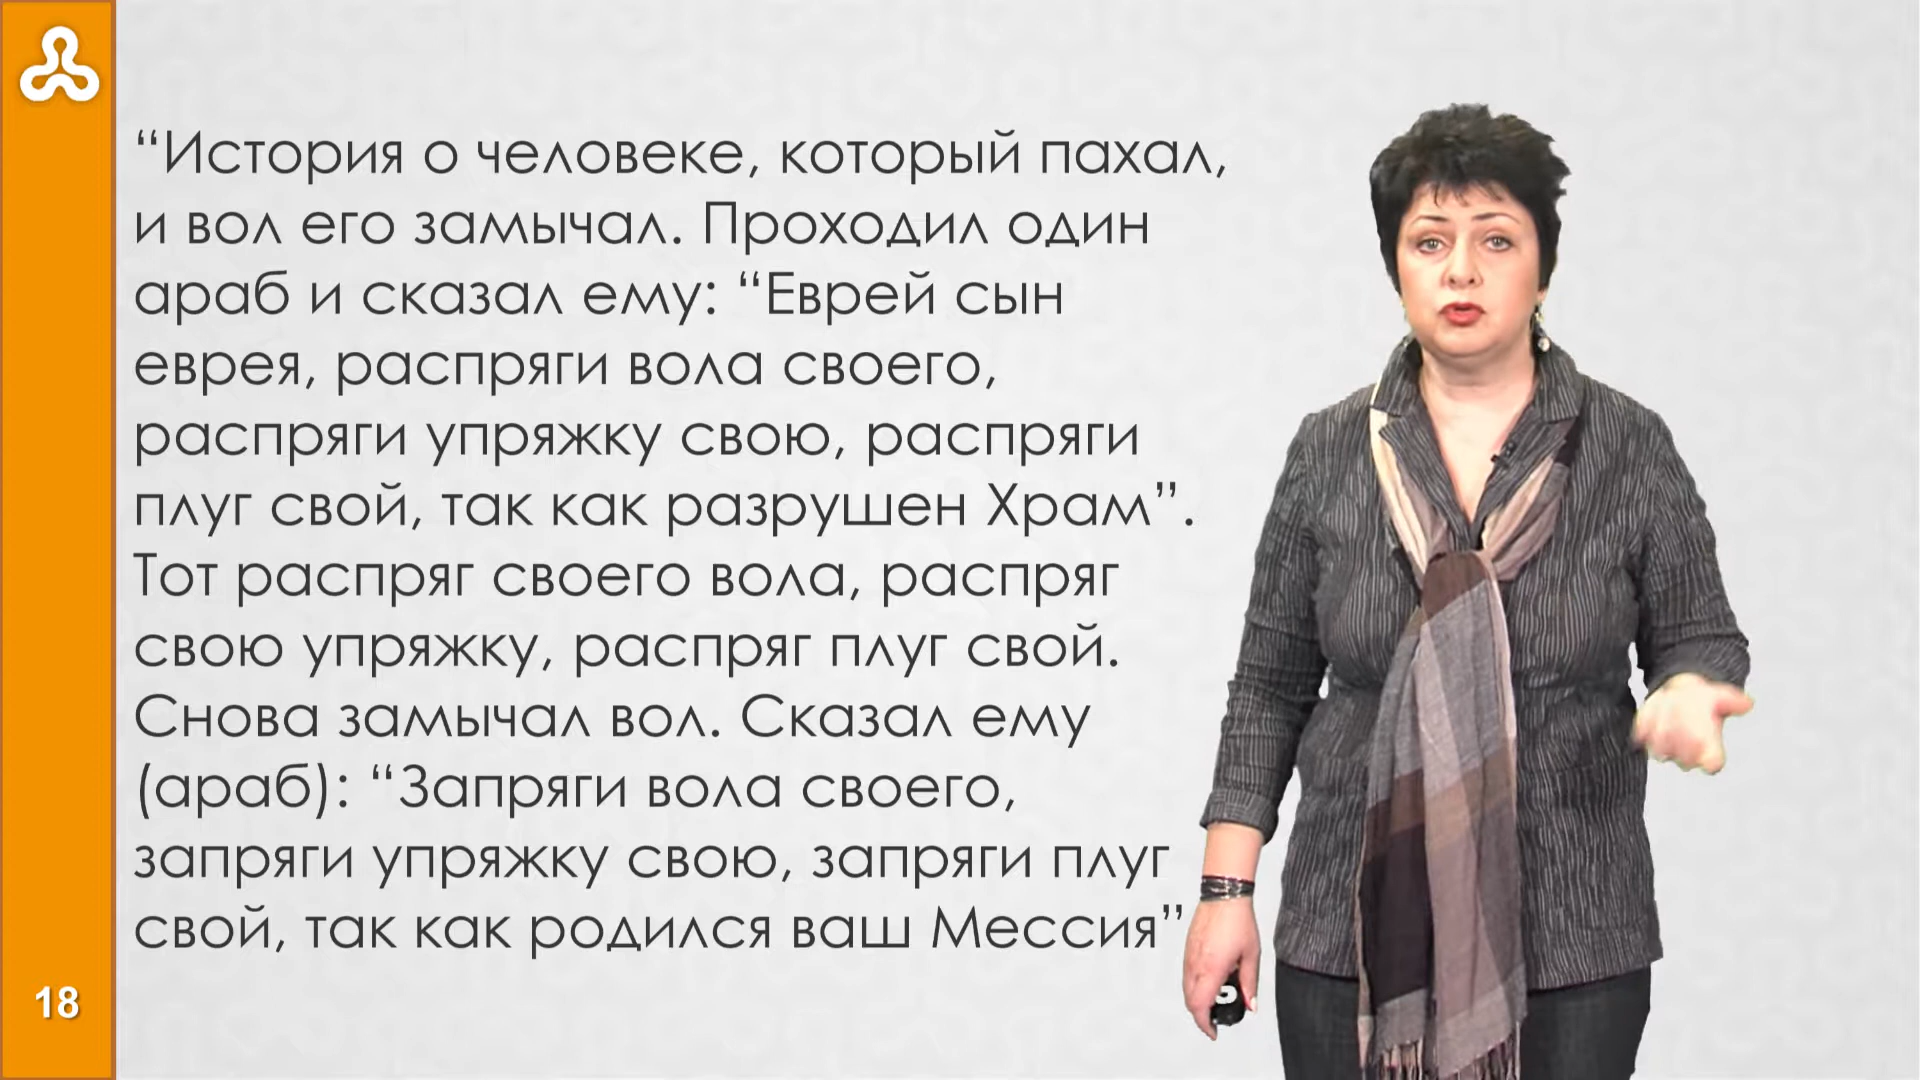 “История о человеке, который пахал,
и вол его замычал. Проходил один
араб и сказал ему: “Еврей сын
еврея, распряги вола своего,
распряги упряжку свою, распряги
плуг свой, так как разрушен Храм”.
Тот распряг своего вола, распряг
свою упряжку, распряг плуг свой.
Снова замычал вол. Сказал ему
(араб): “Запряги вола своего,
запряги упряжку свою, запряги плуг
свой, так как родился ваш Мессия”
18